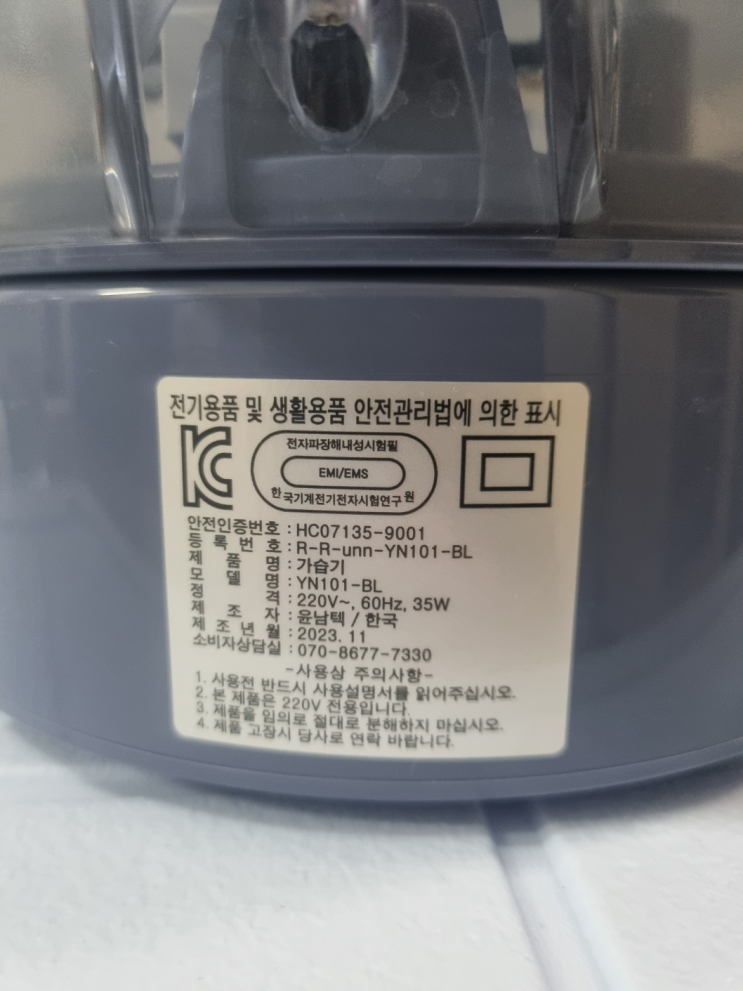 전기용품 및 생활용품 안전관리법에 의한 표시
전자파장해내성시험필
EMI/EMS
한국기계전기전자시험연구원
안전인증번호 : HC07135-9001
등 록 번 호 : R-R-unn-YN101-BL
제 품 명 : 가습기
모 델 명 : YN101-BL
정 격 : 220V~, 60Hz, 35W
제 조 자 : 윤남텍 / 한국
제 조 년 월 : 2023. 11
소비자상담실 : 070-8677-7330
-사용상 주의사항-
1. 사용전 반드시 사용설명서를 읽어주십시오.
2. 본 제품은 220V 전용입니다.
3. 제품을 임의로 절대로 분해하지 마십시오.
4. 제품 고장시 당사로 연락 바랍니다.